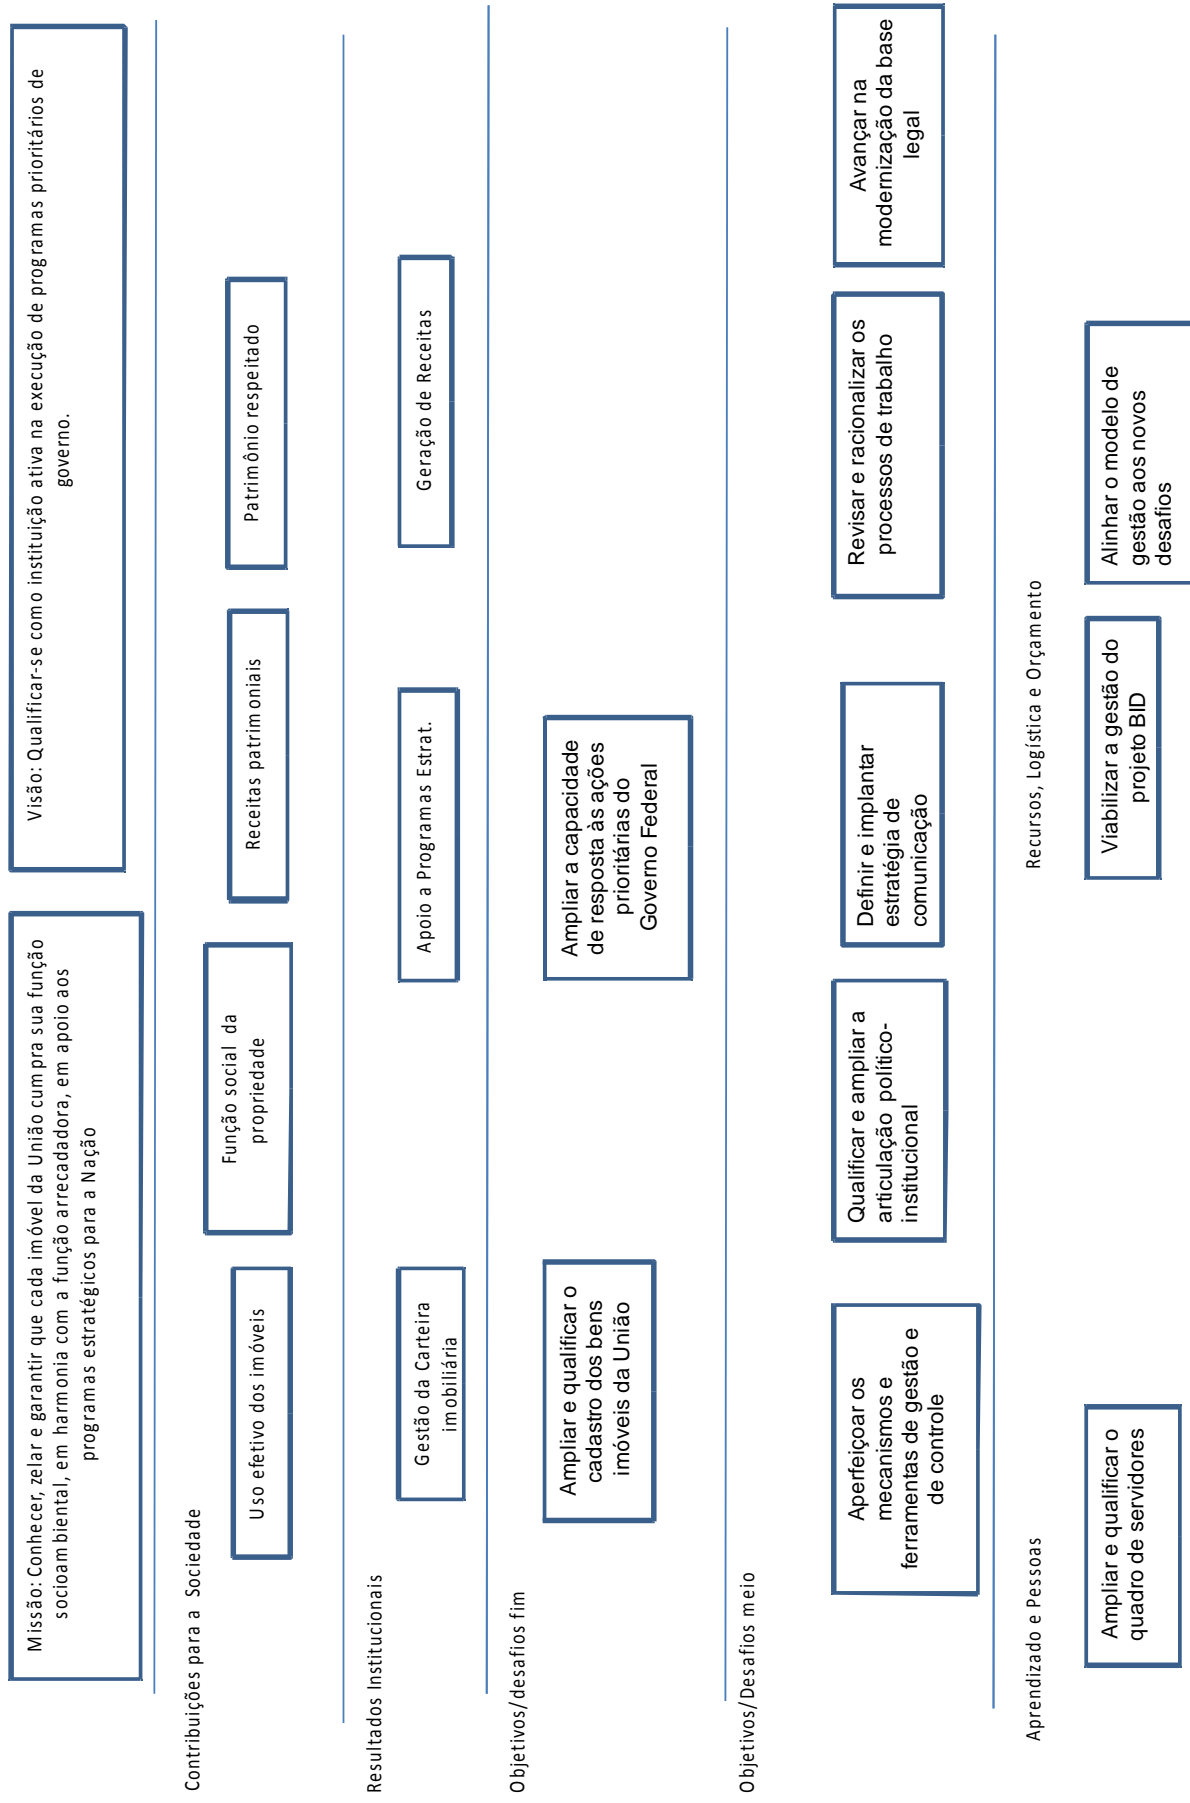 Missão: Conhecer, zelar e garantir que cada imóvel da União cumpra sua função
socioambiental, em harmonia com a função arrecadadora, em apoio aos
programas estratégicos para a Nação
Visão: Qualificar-se como instituição ativa na execução de programas prioritários de
governo.
Contribuições para a Sociedade
Uso efetivo dos imóveis
Função social da
propriedade
Receitas patrimoniais
Patrimônio respeitado
Resultados Institucionais
Gestão da Carteira
imobiliária
Apoio a Programas Estrat.
Geração de Receitas
Objetivos/desafios fim
Ampliar e qualificar o
cadastro dos bens
imóveis da União
Ampliar a capacidade
de resposta às ações
prioritárias do
Governo Federal
Objetivos/Desafios meio
Aperfeiçoar os
mecanismos e
ferramentas de gestão e
de controle
Qualificar e ampliar a
articulação político-
institucional
Definir e implantar
estratégia de
comunicação
Revisar e racionalizar os
processos de trabalho
Avançar na
modernização da base
legal
Aprendizado e Pessoas
Ampliar e qualificar o
quadro de servidores
Recursos, Logística e Orçamento
Viabilizar a gestão do
projeto BID
Alinhar o modelo de
gestão aos novos
desafios